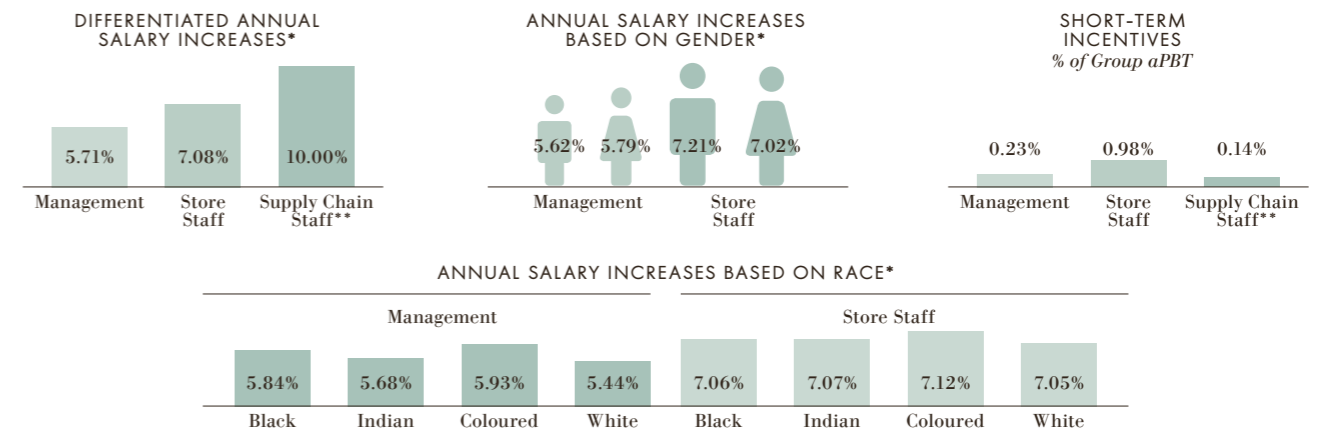 DIFFERENTIATED ANNUAL
SALARY INCREASES*
5.71%
7.08%
10.00%
Management
Store
Staff
Supply Chain
Staff**
ANNUAL SALARY INCREASES
BASED ON GENDER*
5.62%
5.79%
7.21%
7.02%
Management
Store
Staff
SHORT-TERM
INCENTIVES
% of Group aPBT
0.23%
0.98%
0.14%
Management
Store
Staff
Supply Chain
Staff**
ANNUAL SALARY INCREASES BASED ON RACE*
Management
5.84%
5.68%
5.93%
5.44%
Black
Indian
Coloured
White
Store Staff
7.06%
7.07%
7.12%
7.05%
Black
Indian
Coloured
White